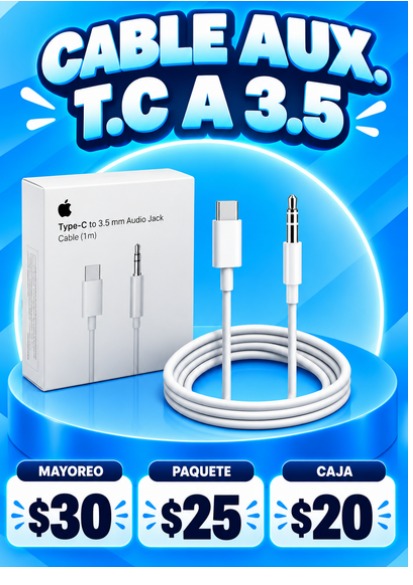 CABLE AUX.
T.C A 3.5
Type-C to 3.5 mm Audio Jack
Cable (1m)
MAYOREO
$30
PAQUETE
$25
CAJA
$20